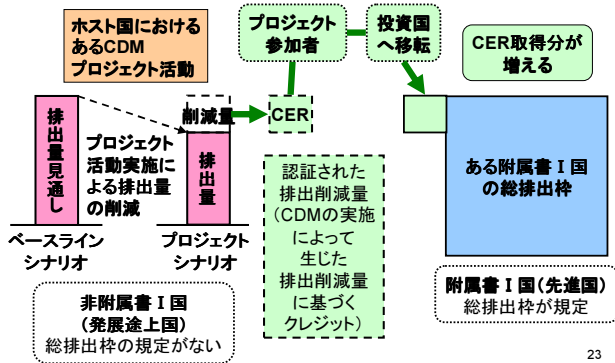 ホスト国における
あるCDM
プロジェクト活動
プロジェクト
参加者
投資国
へ移転
CER取得分が
増える
排出量見通し
プロジェクト
活動実施に
よる排出量
の削減
削減量
排出量
CER
ある附属書Ⅰ国
の総排出枠
認証された
排出削減量
(CDMの実施
によって
生じた
排出削減量
に基づく
クレジット)
ベースライン
シナリオ
プロジェクト
シナリオ
非附属書Ⅰ国
(発展途上国)
総排出枠の規定がない
附属書Ⅰ国(先進国)
総排出枠が規定
23